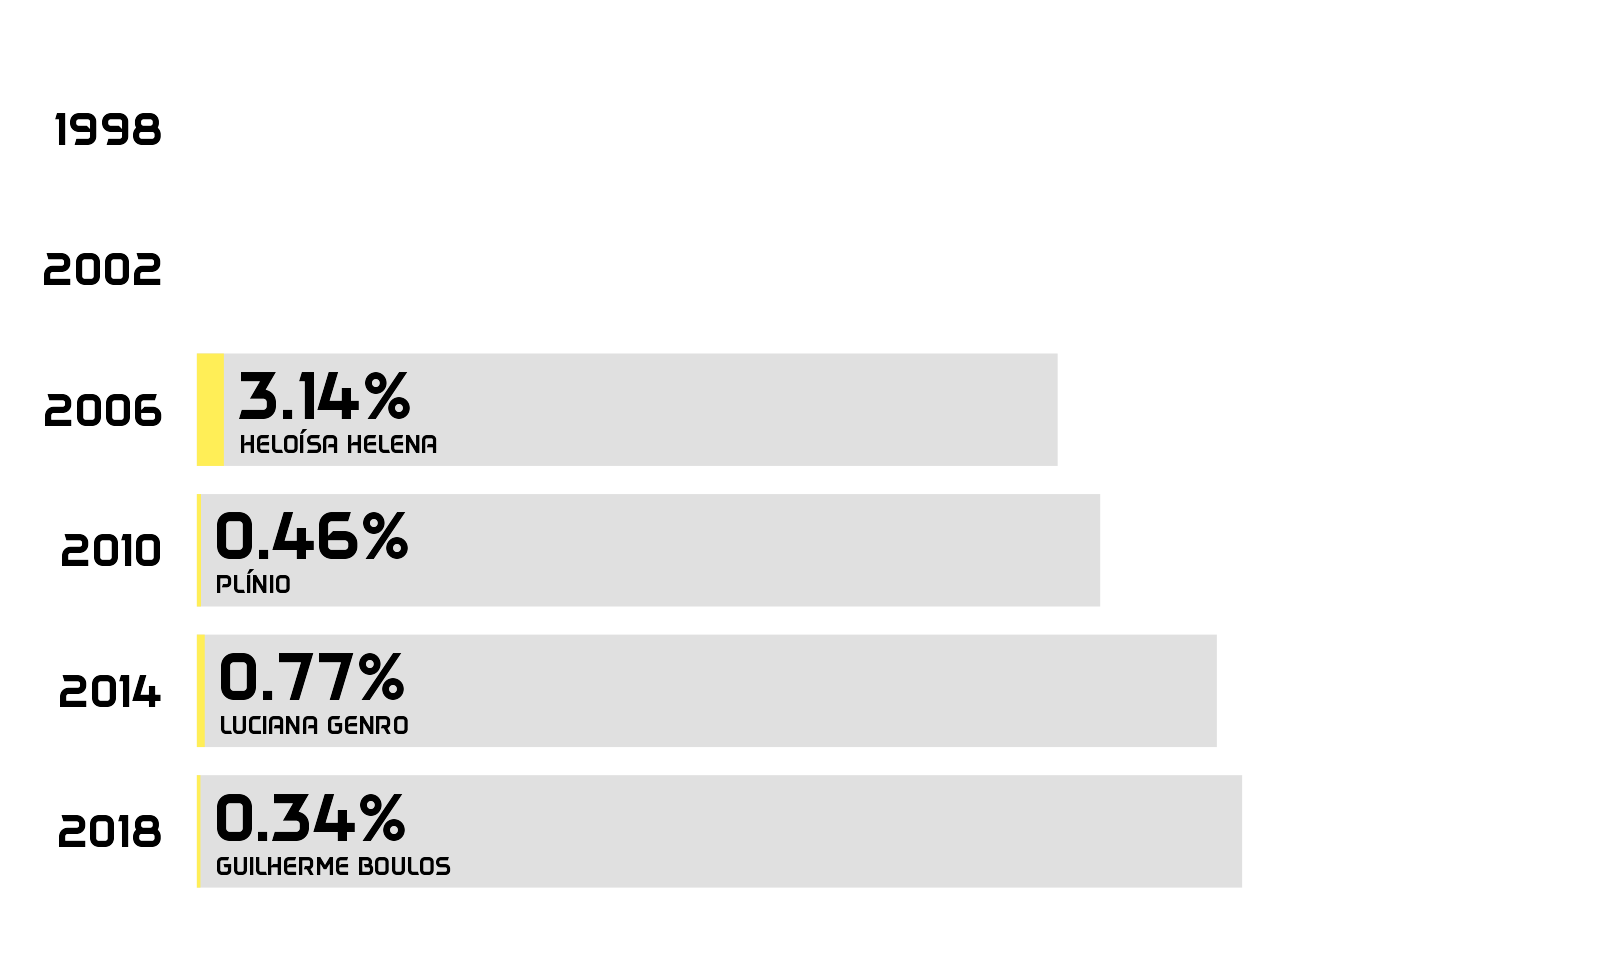 1998
2002
2006
3.14%
HELOÍSA HELENA
2010
0.46%
PLÍNIO
2014
0.77%
LUCIANA GENRO
2018
0.34%
GUILHERME BOULOS